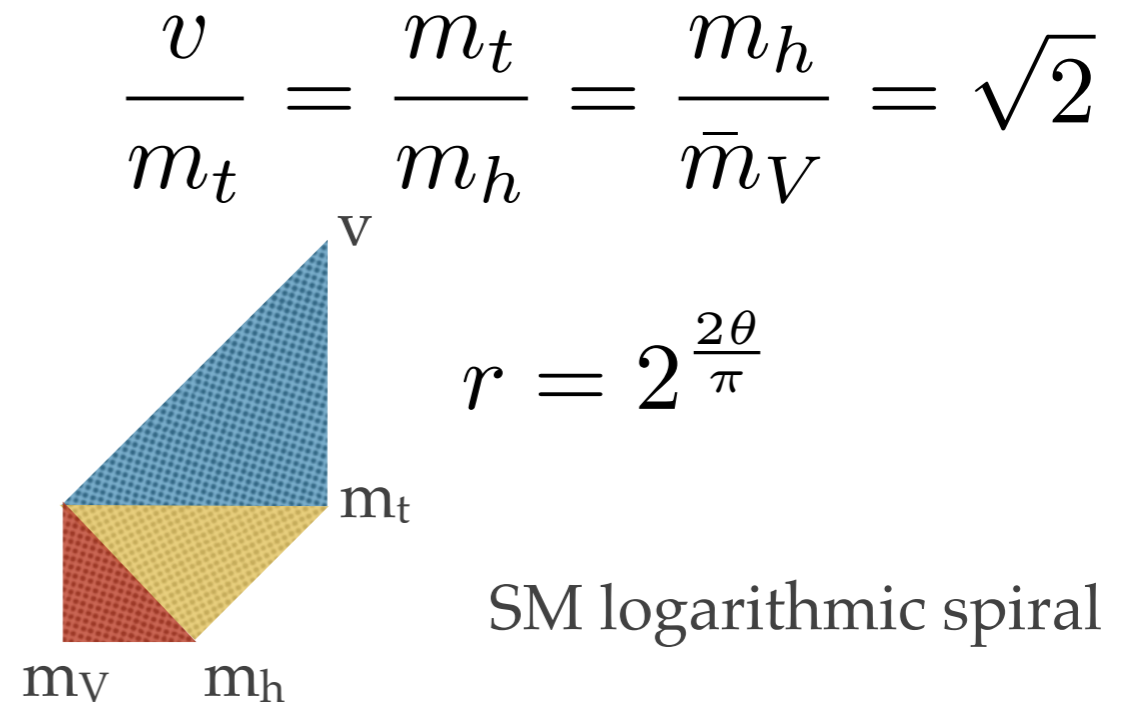 v/m_t = m_t/m_h = m_h/m̄_V = √2
v
r = 2^(2θ/π)
m_t
SM logarithmic spiral
m_V m_h